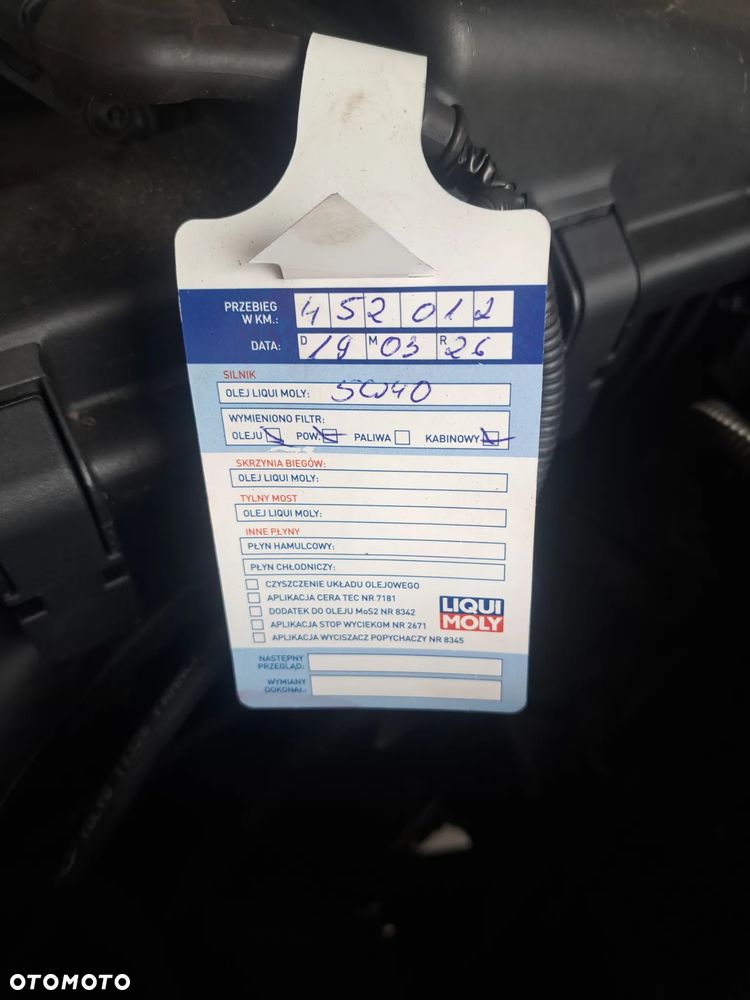 PRZEBIEG W KM.: 452012
DATA: D 19 M 03 R 26
SILNIK
OLEJ LIQUI MOLY: 5W40
WYMIENIONO FILTR:
OLEJU POW. PALIWA KABINOWY
SKRZYNIA BIEGÓW:
OLEJ LIQUI MOLY:
TYLNY MOST
OLEJ LIQUI MOLY:
INNE PŁYNY
PŁYN HAMULCOWY:
PŁYN CHŁODNICZY:
CZYSZCZENIE UKŁADU OLEJOWEGO
APLIKACJA CERA TEC NR 7181
DODATEK DO OLEJU MoS2 NR 8342
APLIKACJA STOP WYCIEKOM NR 2671
APLIKACJA WYCISZACZ POPYCHACZY NR 8345
LIQUI
MOLY
NASTĘPNY
PRZEGLĄD:
WYMIANY
DOKONAŁ:
OTOMOTO